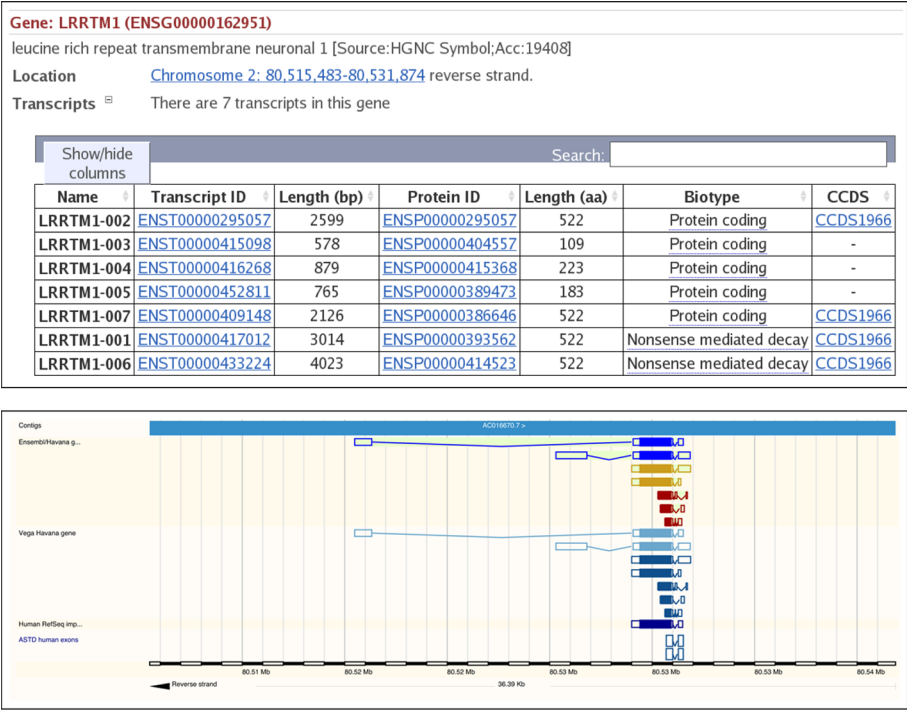 Gene: LRRTM1 (ENSG00000162951)
leucine rich repeat transmembrane neuronal 1 [Source:HGNC Symbol;Acc:19408]
Location Chromosome 2: 80,515,483-80,531,874 reverse strand.
Transcripts There are 7 transcripts in this gene
Show/hide columns Search:
Name Transcript ID Length (bp) Protein ID Length (aa) Biotype CCDS
LRRTM1-002 ENST00000295057 2599 ENSP00000295057 522 Protein coding CCDS1966
LRRTM1-003 ENST00000415098 578 ENSP00000404557 109 Protein coding -
LRRTM1-004 ENST00000416268 879 ENSP00000415368 223 Protein coding -
LRRTM1-005 ENST00000452811 765 ENSP00000389473 183 Protein coding -
LRRTM1-007 ENST00000409148 2126 ENSP00000386646 522 Protein coding CCDS1966
LRRTM1-001 ENST00000417012 3014 ENSP00000393562 522 Nonsense mediated decay CCDS1966
LRRTM1-006 ENST00000433224 4023 ENSP00000414523 522 Nonsense mediated decay CCDS1966
Contigs AC016670.7 >
Ensembl/Havana g...
Vega Havana gene
Human RefSeq imp...
ASTD human exons
80.51 Mb 80.52 Mb 80.52 Mb 80.53 Mb 80.53 Mb 80.53 Mb 80.54 Mb
Reverse strand 36.39 Kb